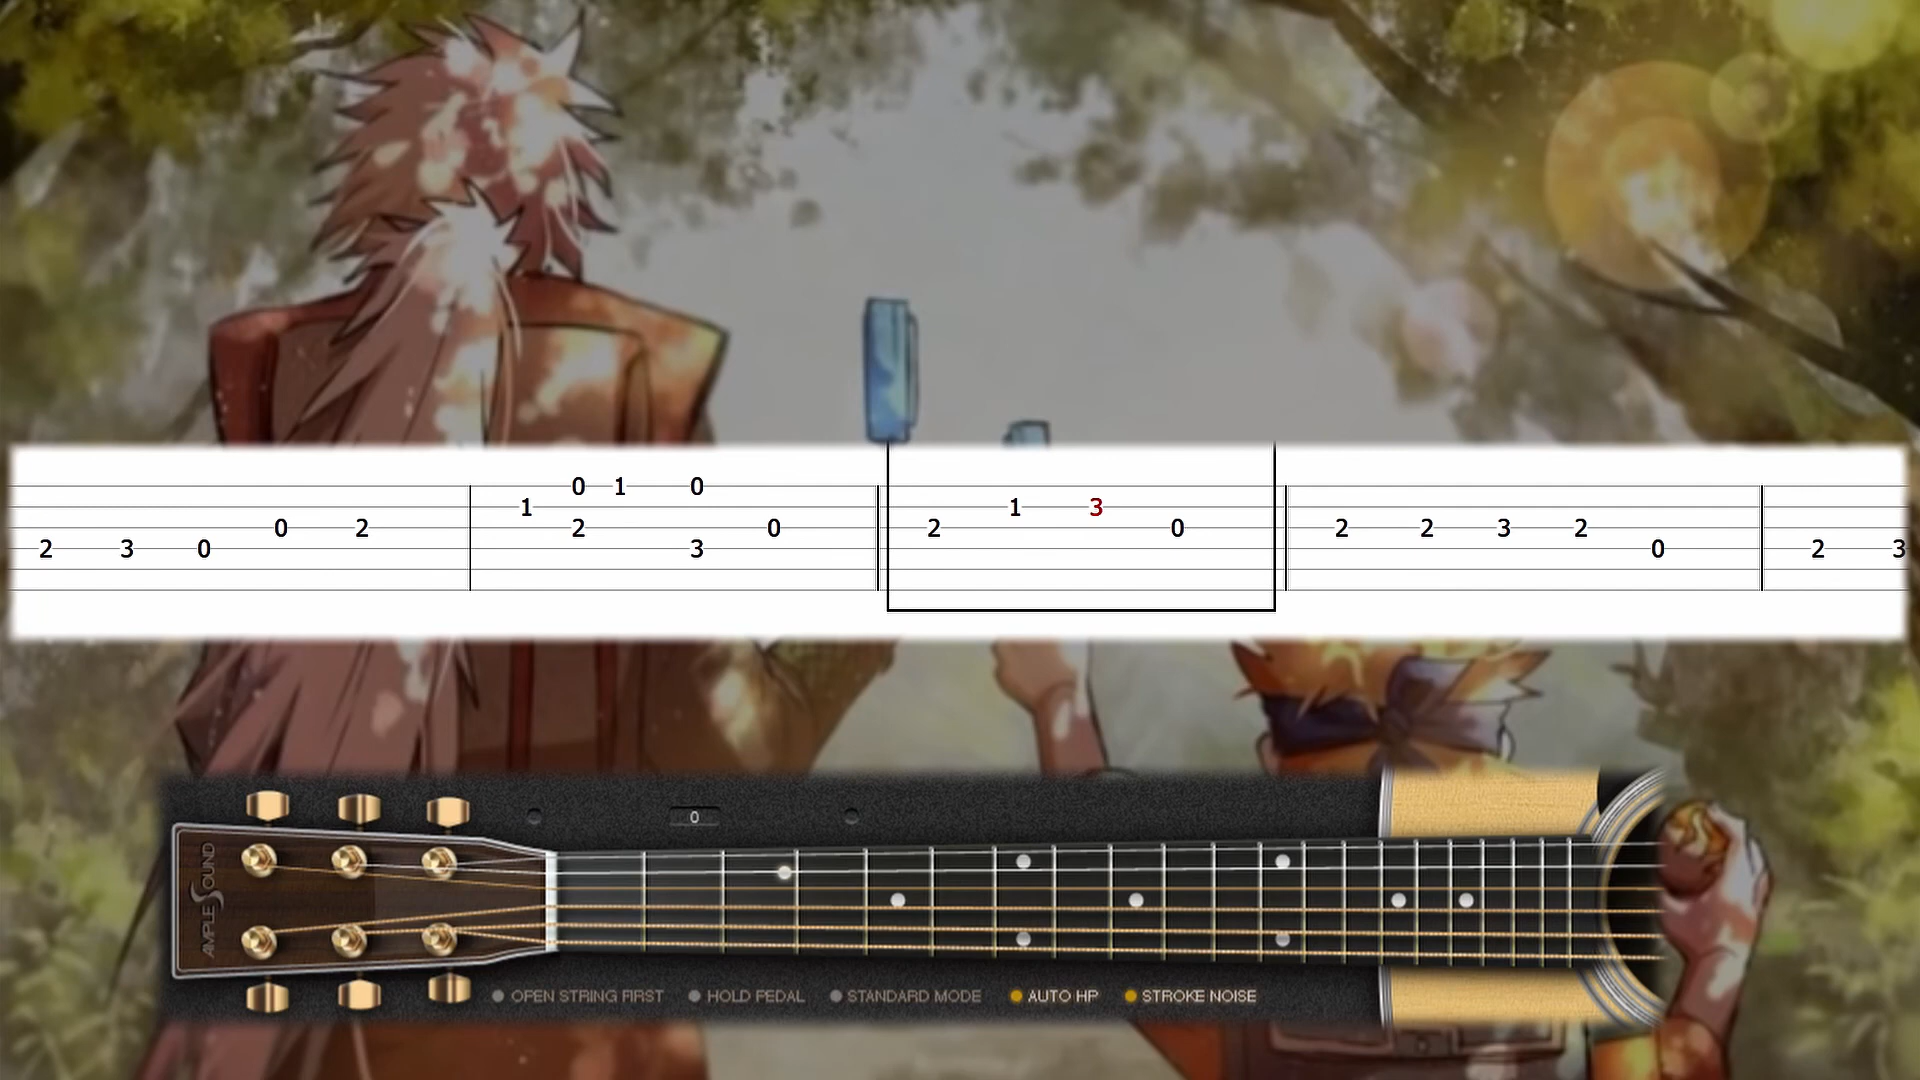 0 1 0
1 1 3
0 2 2 0 2 0 2 2 3 2
2 3 0 3 0 2 3
0
AMPLE SOUND
OPEN STRING FIRST HOLD PEDAL STANDARD MODE AUTO HP STROKE NOISE